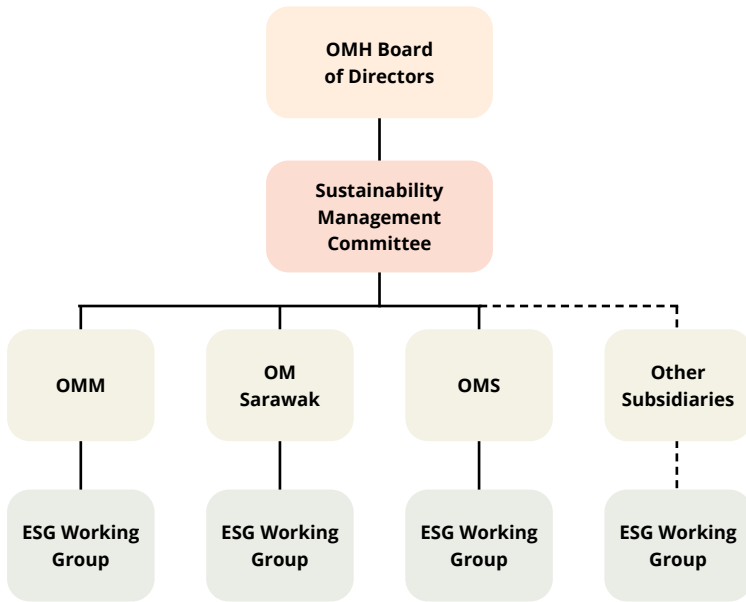 OMH Board
of Directors
Sustainability
Management
Committee
OMM
OM
Sarawak
OMS
Other
Subsidiaries
ESG Working
Group
ESG Working
Group
ESG Working
Group
ESG Working
Group